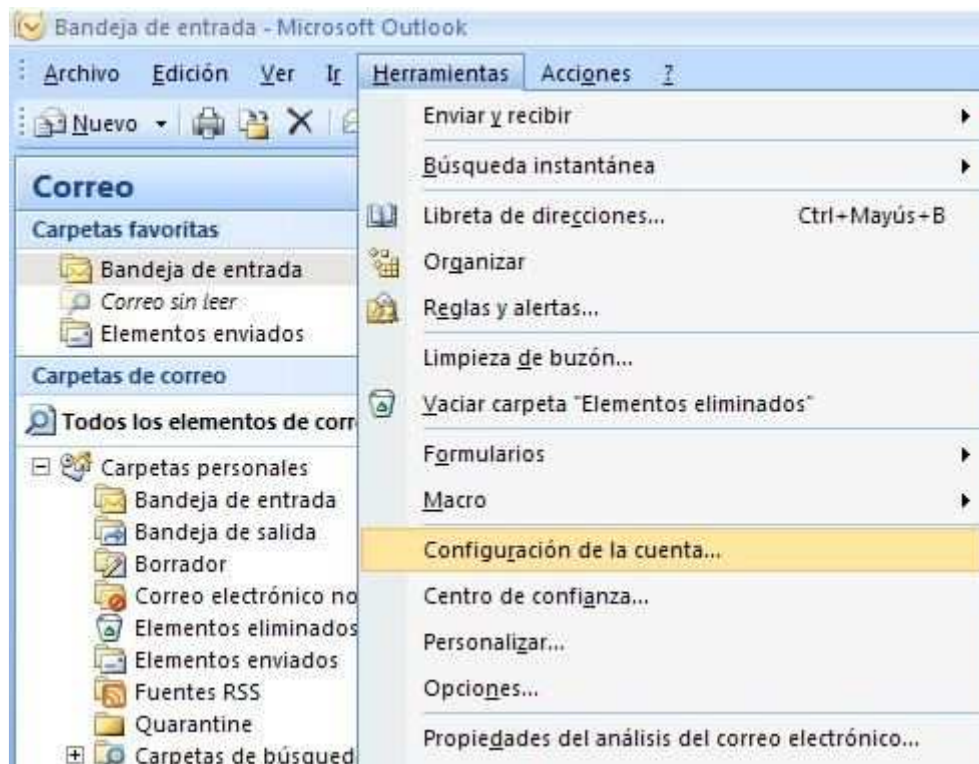 Bandeja de entrada - Microsoft Outlook
Archivo Edición Ver Ir Herramientas Acciones ?
Nuevo
Correo
Carpetas favoritas
Bandeja de entrada
Correo sin leer
Elementos enviados
Carpetas de correo
Todos los elementos de corr
Carpetas personales
Bandeja de entrada
Bandeja de salida
Borrador
Correo electrónico no
Elementos eliminados
Elementos enviados
Fuentes RSS
Quarantine
Carpetas de búsqued
Enviar y recibir
Búsqueda instantánea
Libreta de direcciones... Ctrl+Mayús+B
Organizar
Reglas y alertas...
Limpieza de buzón...
Vaciar carpeta "Elementos eliminados"
Formularios
Macro
Configuración de la cuenta...
Centro de confianza...
Personalizar...
Opciones...
Propiedades del análisis del correo electrónico...